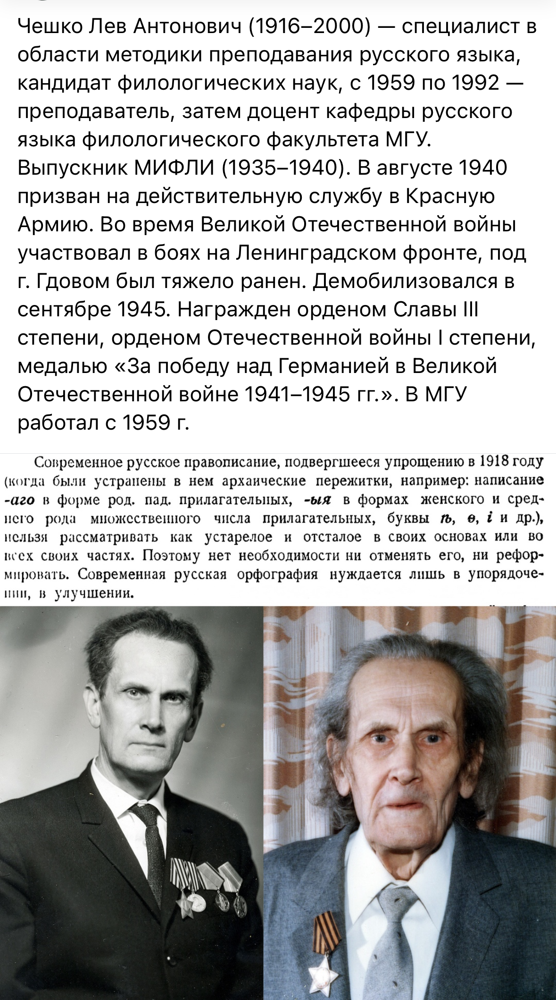 Чешко Лев Антонович (1916–2000) — специалист в
области методики преподавания русского языка,
кандидат филологических наук, с 1959 по 1992 —
преподаватель, затем доцент кафедры русского
языка филологического факультета МГУ.
Выпускник МИФЛИ (1935–1940). В августе 1940
призван на действительную службу в Красную
Армию. Во время Великой Отечественной войны
участвовал в боях на Ленинградском фронте, под
г. Гдовом был тяжело ранен. Демобилизовался в
сентябре 1945. Награжден орденом Славы III
степени, орденом Отечественной войны I степени,
медалью «За победу над Германией в Великой
Отечественной войне 1941–1945 гг.». В МГУ
работал с 1959 г.
Современное русское правописание, подвергшееся упрощению в 1918 году
(когда были устранены в нем архаические пережитки, например: написание
-аго в форме род. пад. прилагательных, -ыя в формах женского и сред-
него рода множественного числа прилагательных, буквы ѣ, ѳ, і и др.),
нельзя рассматривать как устарелое и отсталое в своих основах или во
всех своих частях. Поэтому нет необходимости ни отменять его, ни рефор-
мировать. Современная русская орфография нуждается лишь в упорядоче-
нии, в улучшении.